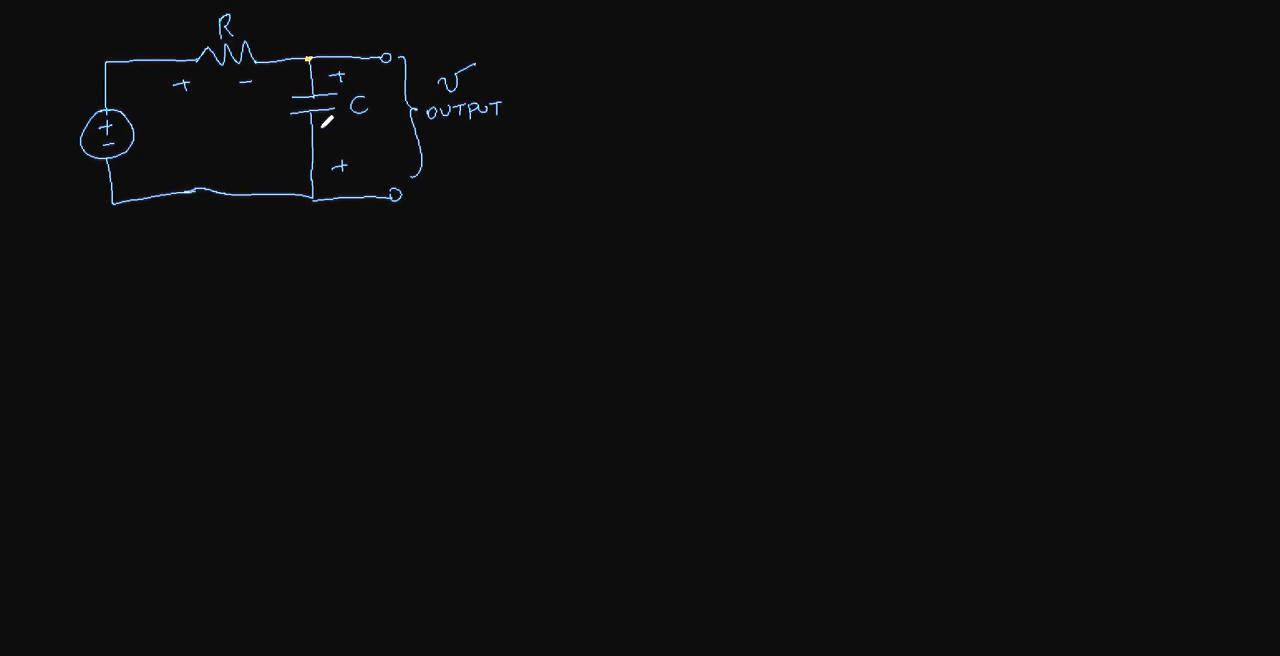 R
+ -
+
C
v
OUTPUT
+
-
+